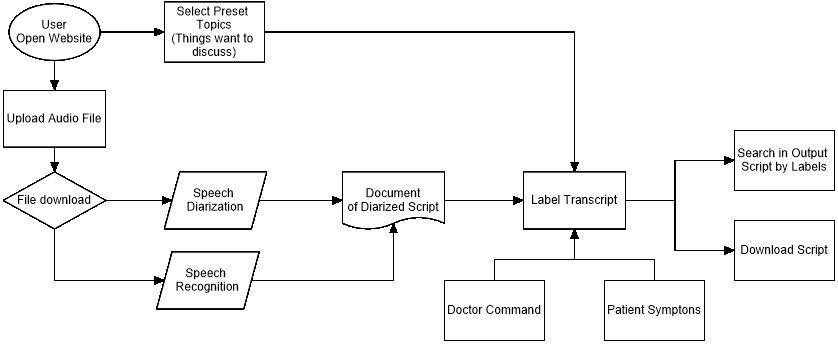 User
Open Website
Select Preset
Topics
(Things want to
discuss)
Upload Audio File
File download
Speech
Diarization
Speech
Recognition
Document
of Diarized Script
Label Transcript
Doctor Command
Patient Symptons
Search in Output
Script by Labels
Download Script